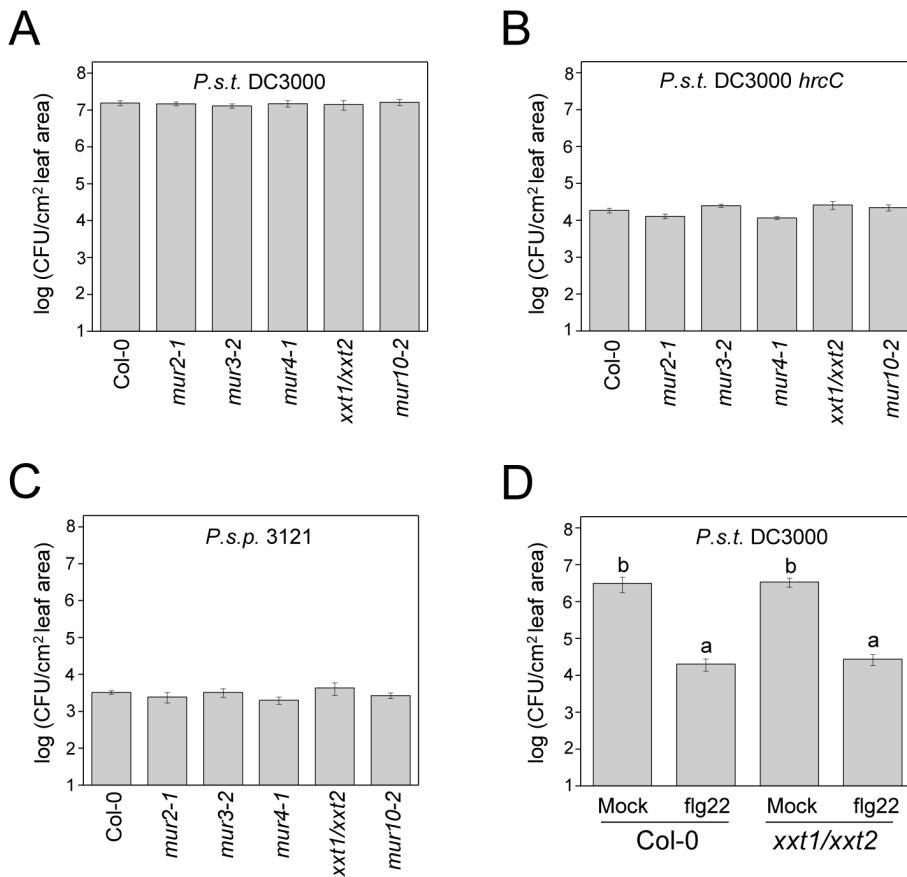 A
P.s.t. DC3000
log (CFU/cm² leaf area)
8
7
6
5
4
3
2
1
Col-0
mur2-1
mur3-2
mur4-1
xxt1/xxt2
mur10-2
B
P.s.t. DC3000 hrcC
log (CFU/cm² leaf area)
8
7
6
5
4
3
2
1
Col-0
mur2-1
mur3-2
mur4-1
xxt1/xxt2
mur10-2
C
P.s.p. 3121
log (CFU/cm² leaf area)
8
7
6
5
4
3
2
1
Col-0
mur2-1
mur3-2
mur4-1
xxt1/xxt2
mur10-2
D
P.s.t. DC3000
log (CFU/cm² leaf area)
8
7
6
5
4
3
2
1
b
a
b
a
Mock flg22 Mock flg22
Col-0 xxt1/xxt2